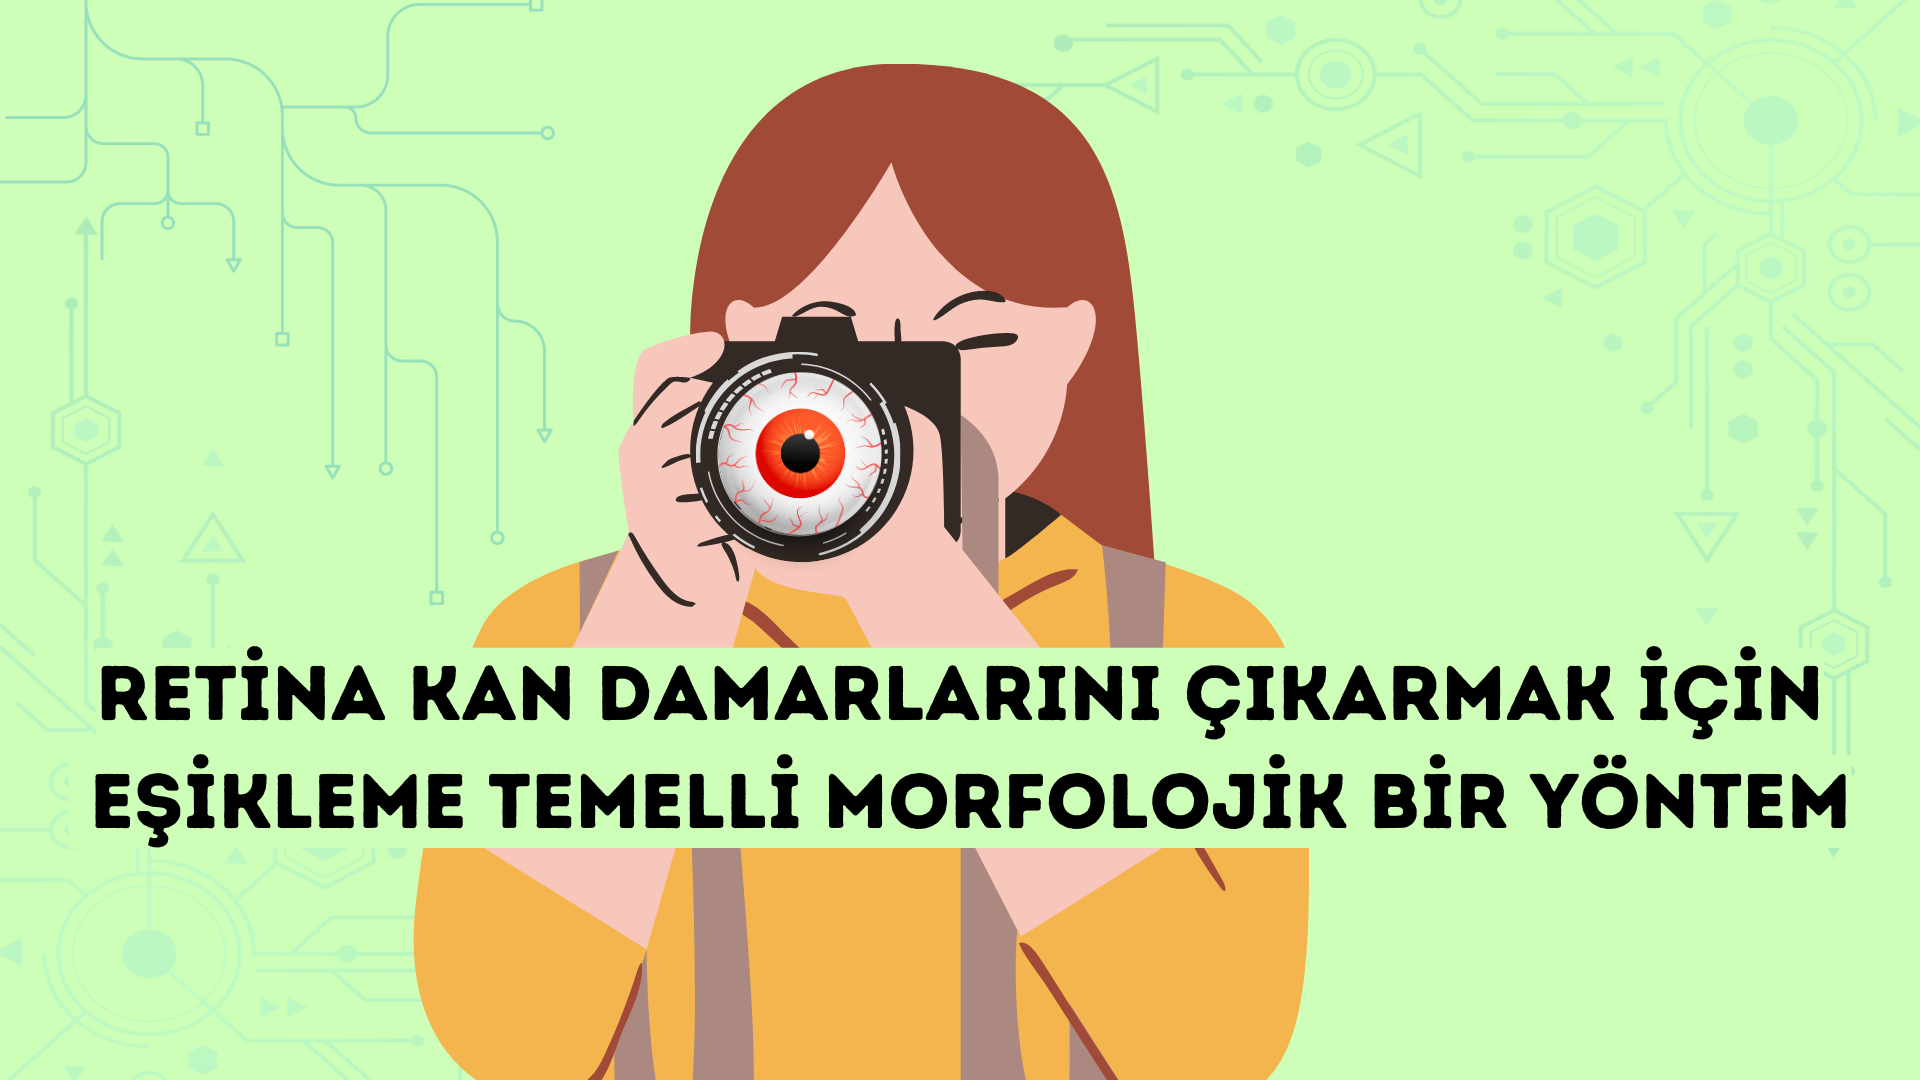 RETİNA KAN DAMARLARINI ÇIKARMAK İÇİN
EŞİKLEME TEMELLİ MORFOLOJİK BİR YÖNTEM